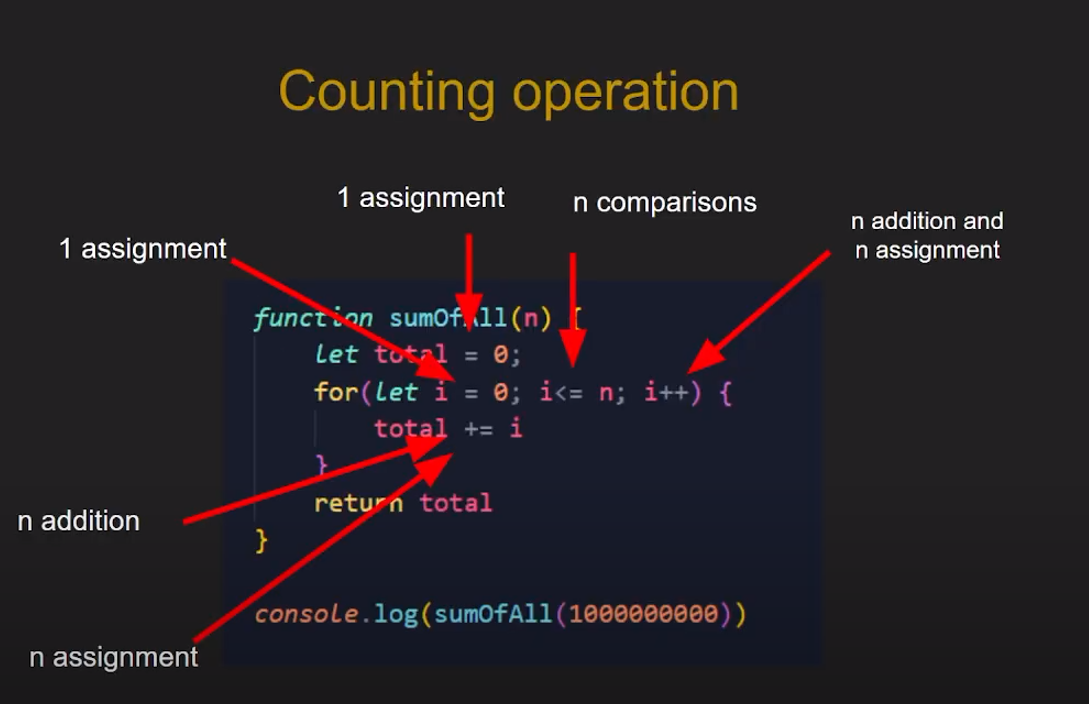 Counting operation
1 assignment
n comparisons
n addition and
n assignment
1 assignment
function sumOfAll(n) {
let total = 0;
for(let i = 0; i<= n; i++) {
total += i
}
return total
}
n addition
console.log(sumOfAll(1000000000))
n assignment